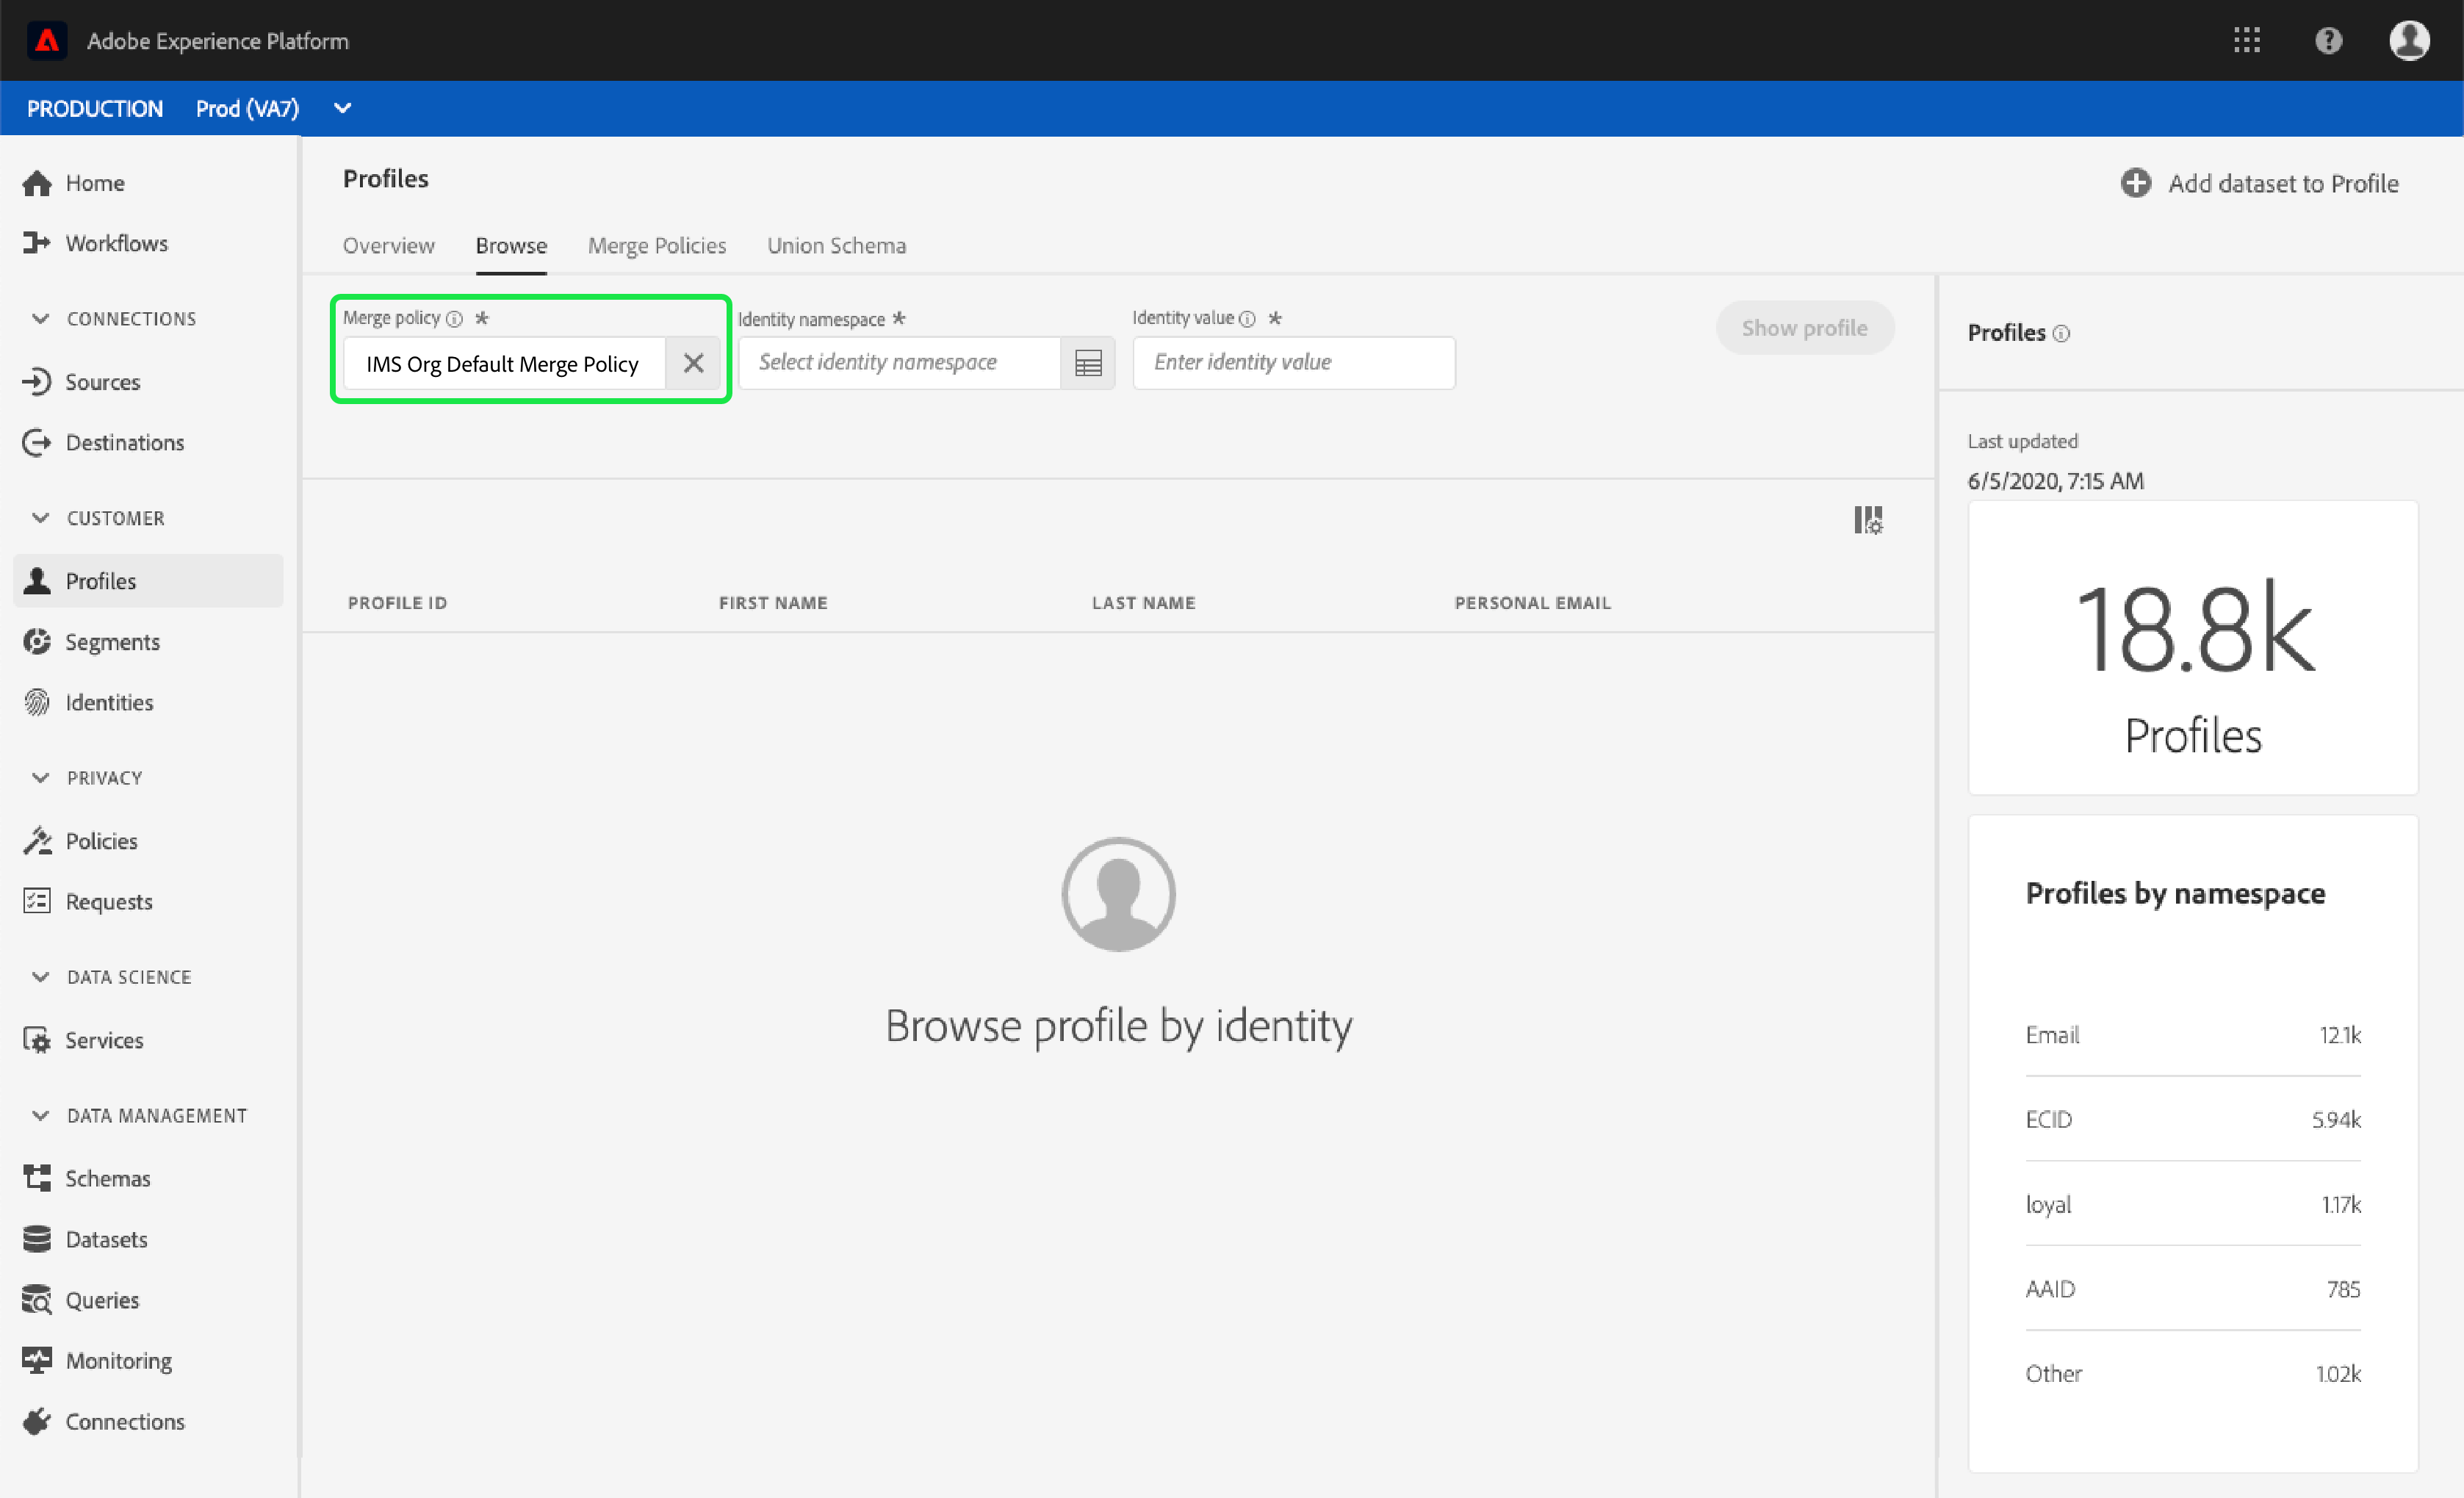 Adobe Experience Platform
PRODUCTION Prod (VA7)
Home
Workflows
CONNECTIONS
Sources
Destinations
CUSTOMER
Profiles
Segments
Identities
PRIVACY
Policies
Requests
DATA SCIENCE
Services
DATA MANAGEMENT
Schemas
Datasets
Queries
Monitoring
Connections
Profiles
Add dataset to Profile
Overview Browse Merge Policies Union Schema
Merge policy * Identity namespace * Identity value *
IMS Org Default Merge Policy Select identity namespace Enter identity value
Show profile
PROFILE ID FIRST NAME LAST NAME PERSONAL EMAIL
Browse profile by identity
Profiles
Last updated
6/5/2020, 7:15 AM
18.8k
Profiles
Profiles by namespace
Email 12.1k
ECID 5.94k
loyal 1.17k
AAID 785
Other 1.02k